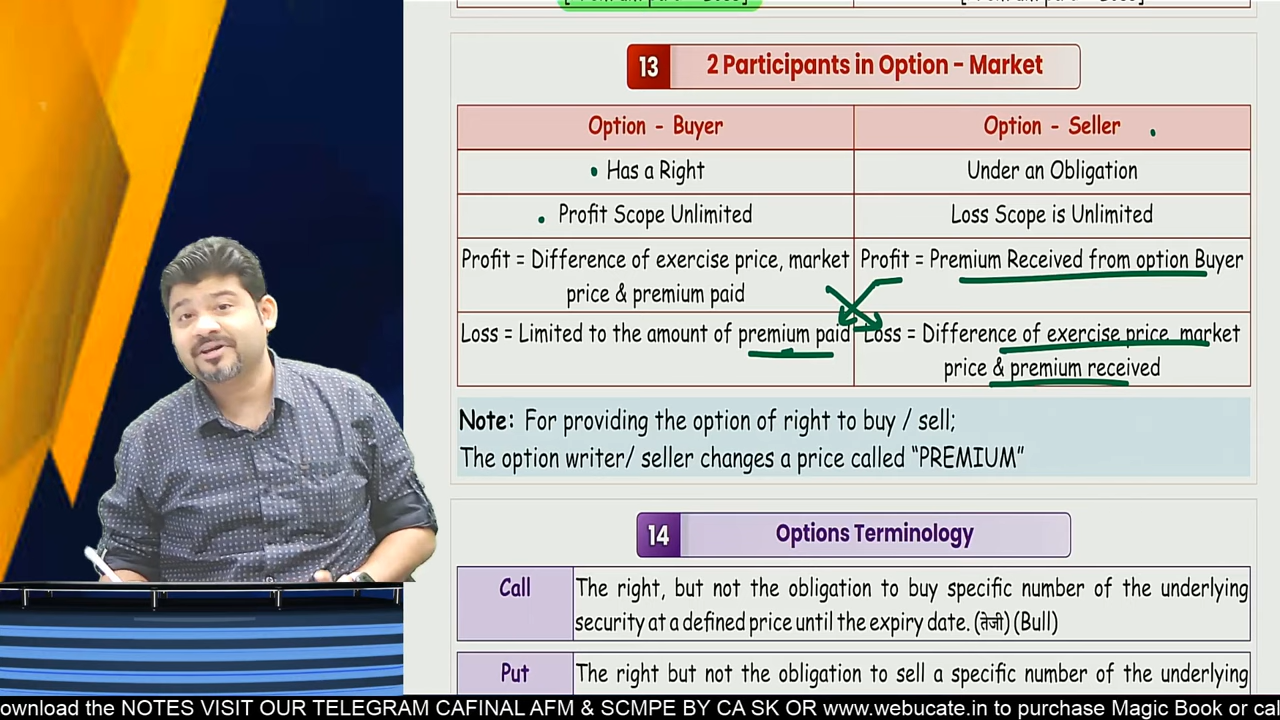 13 2 Participants in Option - Market
Option - Buyer Option - Seller
Has a Right Under an Obligation
Profit Scope Unlimited Loss Scope is Unlimited
Profit = Difference of exercise price, market
price & premium paid
Profit = Premium Received from option Buyer
Loss = Limited to the amount of premium paid
Loss = Difference of exercise price, market
price & premium received
Note: For providing the option of right to buy / sell;
The option writer/ seller changes a price called “PREMIUM”
14 Options Terminology
Call
The right, but not the obligation to buy specific number of the underlying
security at a defined price until the expiry date. (तेजी) (Bull)
Put
The right but not the obligation to sell a specific number of the underlying
ownload the NOTES VISIT OUR TELEGRAM CAFINAL AFM & SCMPE BY CA SK OR www.webucate.in to purchase Magic Book or cal